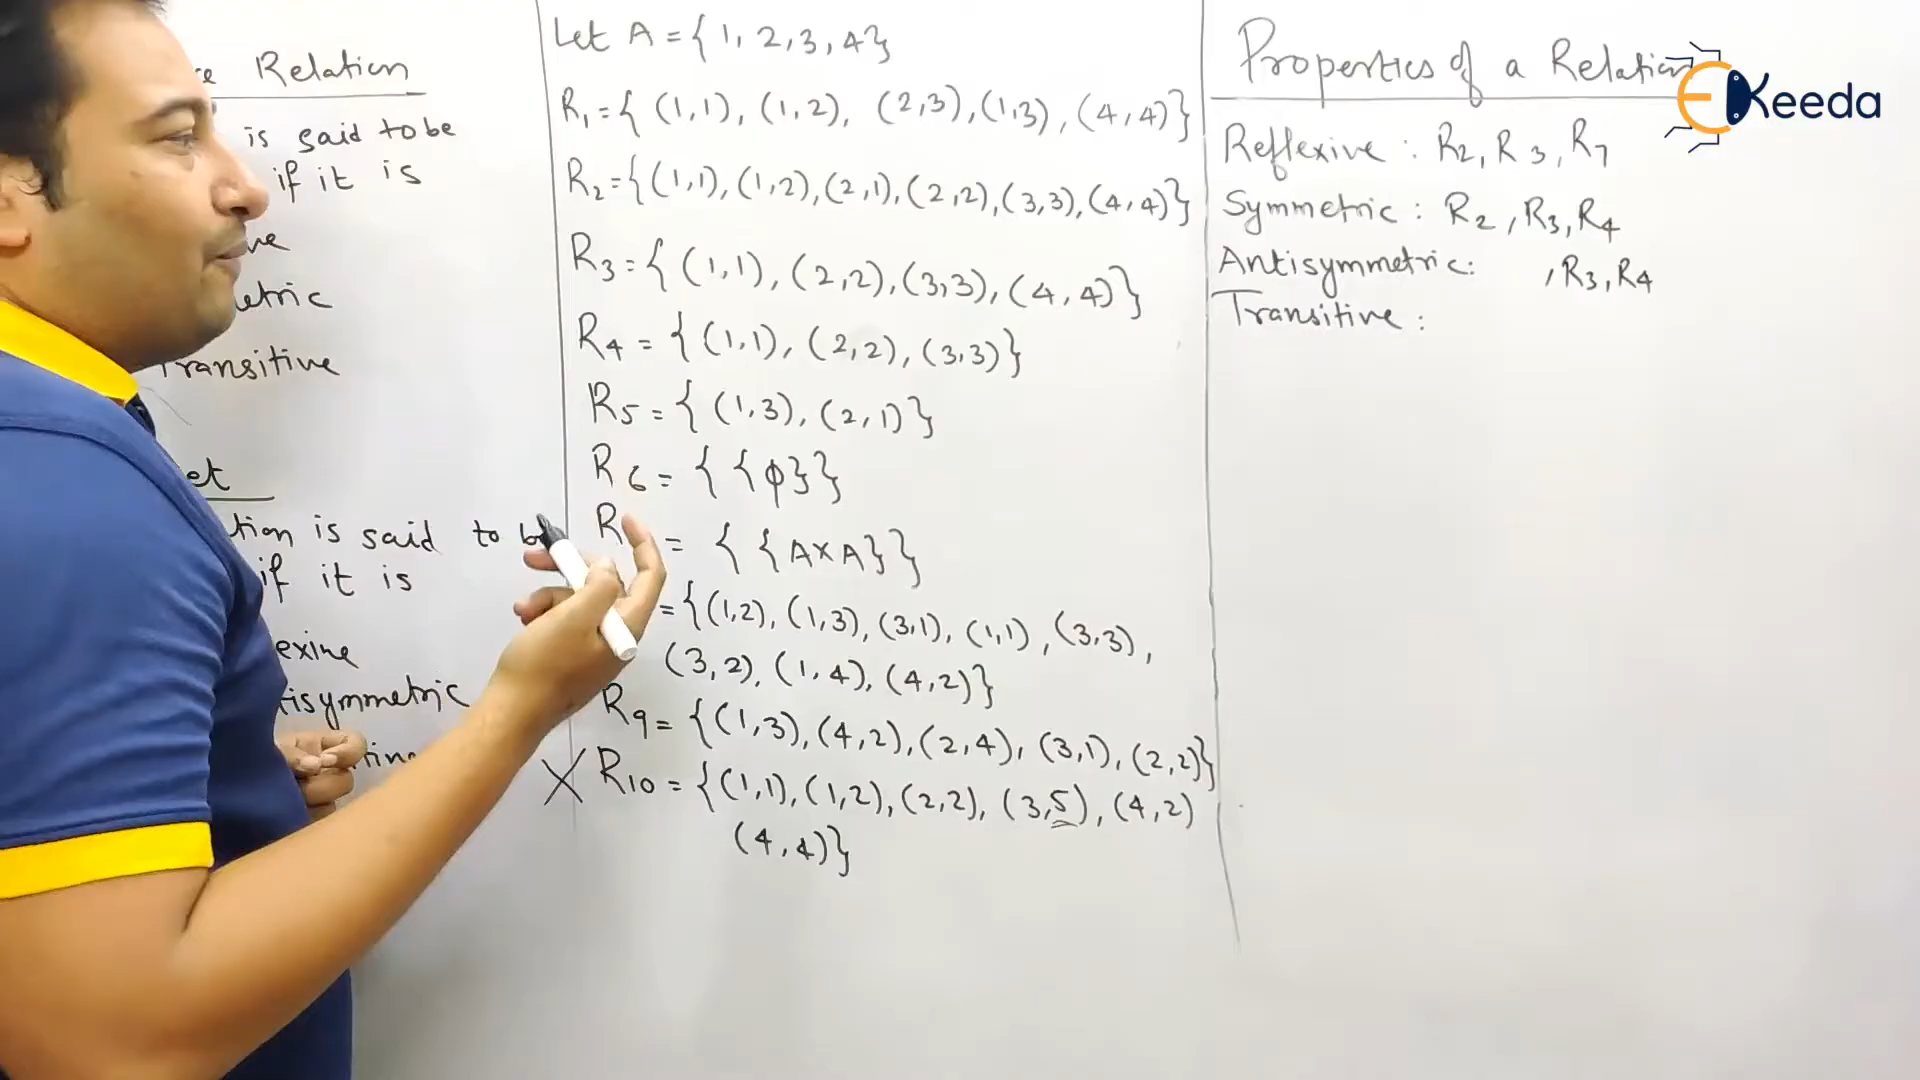 Relation
is said to be
if it is
etric
Transitive
et
tion is said to be
if it is
exive
tisymmetric
Let A = { 1, 2, 3, 4}
R1 = { (1,1), (1,2), (2,3), (1,3), (4,4)}
R2 = {(1,1), (1,2), (2,1), (2,2), (3,3), (4,4)}
R3 = { (1,1), (2,2), (3,3), (4,4)}
R4 = { (1,1), (2,2), (3,3)}
R5 = { (1,3), (2,1)}
R6 = { {ϕ}}
R = { {A×A}}
= {(1,2), (1,3), (3,1), (1,1), (3,3),
(3,2), (1,4), (4,2)}
R9 = {(1,3), (4,2), (2,4), (3,1), (2,2)}
X R10 = {(1,1), (1,2), (2,2), (3,5), (4,2)
(4,4)}
Properties of a Relation
Reflexive : R2, R3, R7
Symmetric : R2, R3, R4
Antisymmetric: , R3, R4
Transitive :
Keeda